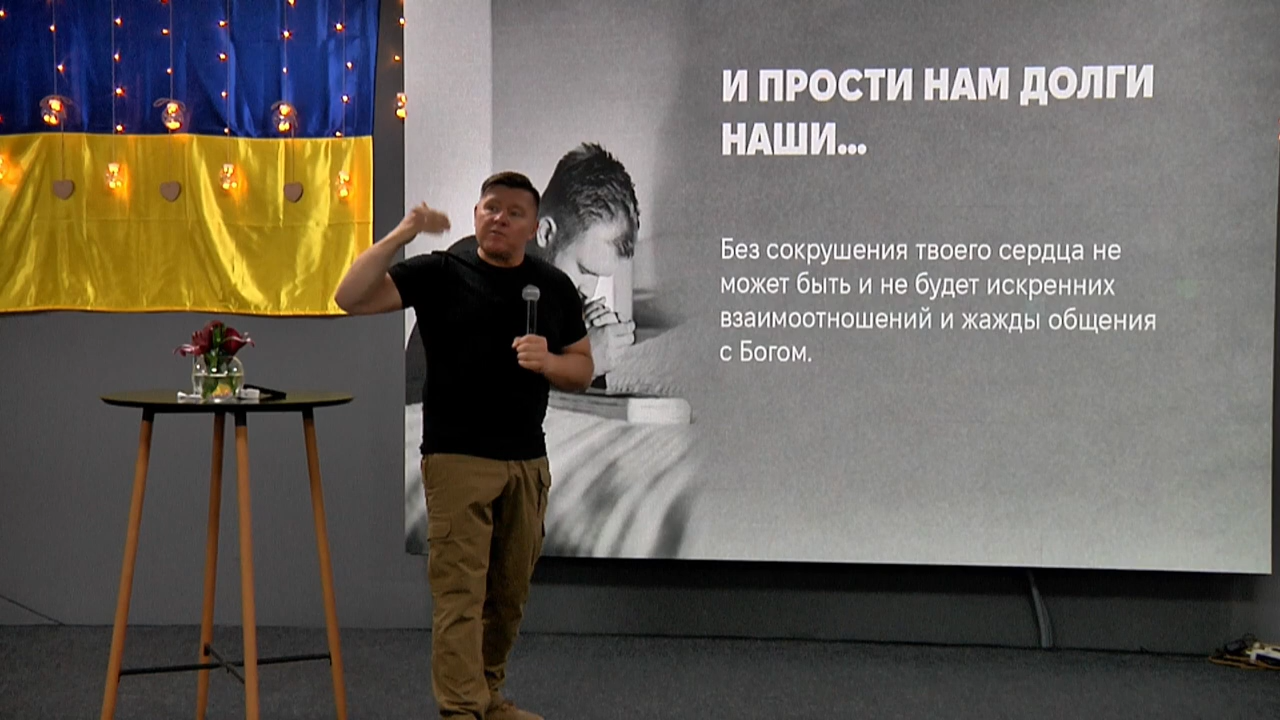 И ПРОСТИ НАМ ДОЛГИ
НАШИ...
Без сокрушения твоего сердца не
может быть и не будет искренних
взаимоотношений и жажды общения
с Богом.